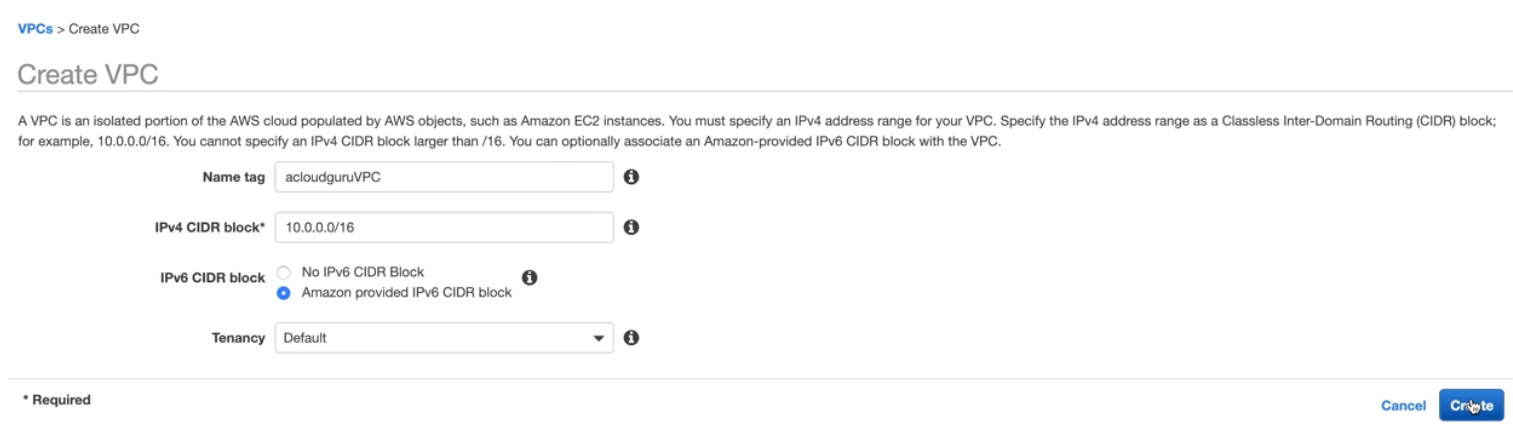 VPCs > Create VPC
Create VPC
A VPC is an isolated portion of the AWS cloud populated by AWS objects, such as Amazon EC2 instances. You must specify an IPv4 address range for your VPC. Specify the IPv4 address range as a Classless Inter-Domain Routing (CIDR) block;
for example, 10.0.0.0/16. You cannot specify an IPv4 CIDR block larger than /16. You can optionally associate an Amazon-provided IPv6 CIDR block with the VPC.
Name tag acloudguruVPC
IPv4 CIDR block* 10.0.0.0/16
IPv6 CIDR block No IPv6 CIDR Block
Amazon provided IPv6 CIDR block
Tenancy Default
* Required
Cancel Create